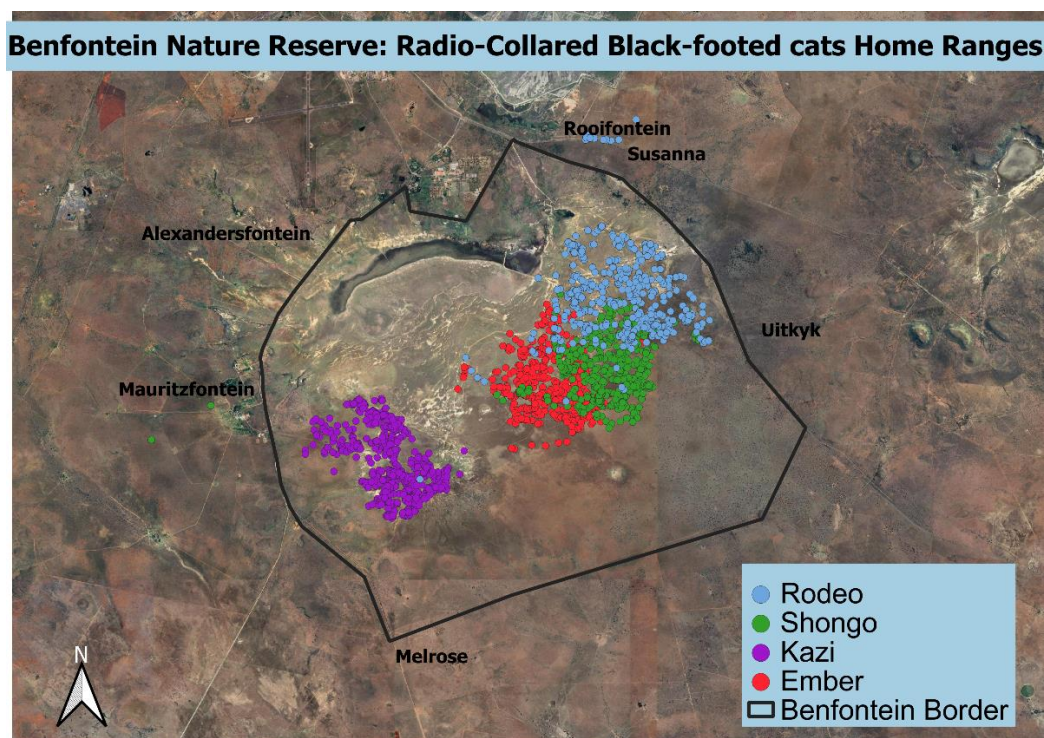 Benfontein Nature Reserve: Radio-Collared Black-footed cats Home Ranges
Rooifontein
Susanna
Alexandersfontein
Uitkyk
Mauritzfontein
Melrose
N
Rodeo
Shongo
Kazi
Ember
Benfontein Border